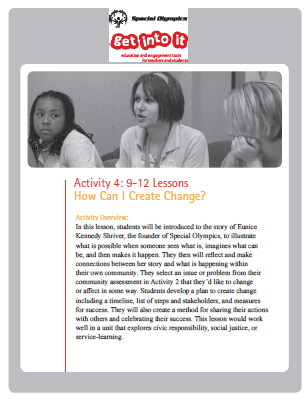 Special Olympics
get into it
education and engagement tools
for teachers and students
Activity 4: 9-12 Lessons
How Can I Create Change?
Activity Overview:
In this lesson, students will be introduced to the story of Eunice
Kennedy Shriver, the founder of Special Olympics, to illustrate
what is possible when someone sees what is, imagines what can
be, and then makes it happen. They then will reflect and make
connections between her story and what is happening within
their own community. They select an issue or problem from their
community assessment in Activity 2 that they'd like to change
or affect in some way. Students develop a plan to create change
including a timeline, list of steps and stakeholders, and measures
for success. They will also create a method for sharing their actions
with others and celebrating their success. This lesson would work
well in a unit that explores civic responsibility, social justice, or
service-learning.